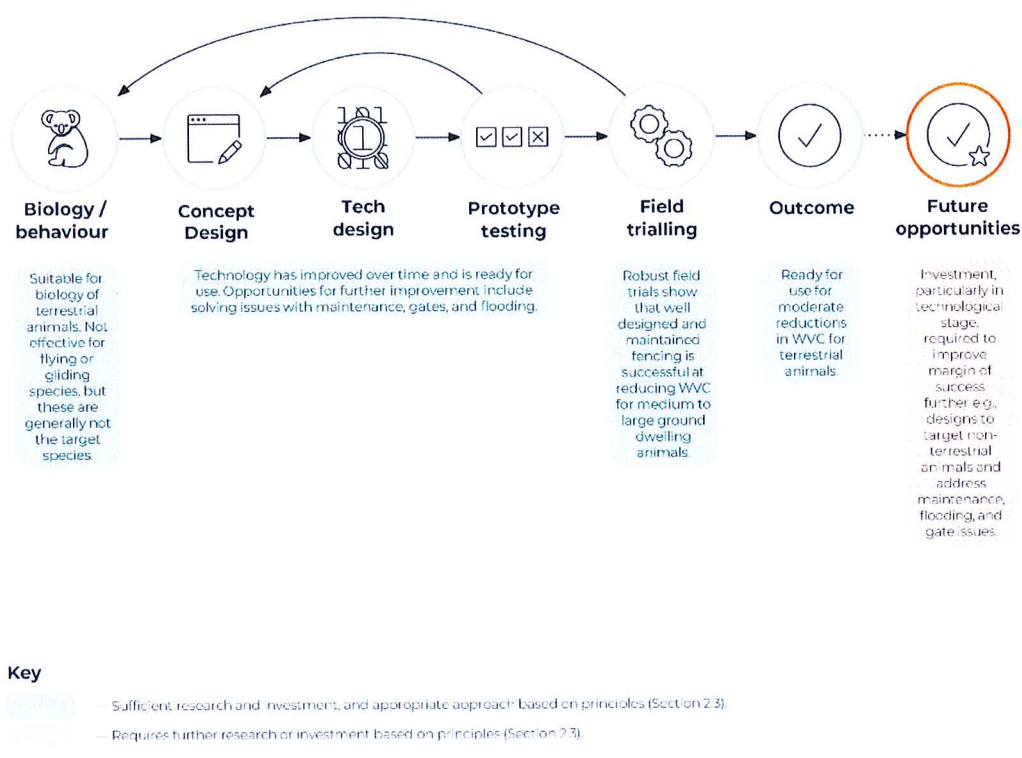 Biology /
behaviour
Concept
Design
Tech
design
Prototype
testing
Field
trialling
Outcome
Future
opportunities
Suitable for
biology of
terrestrial
animals. Not
effective for
flying or
gliding
species, but
these are
generally not
the target
species.
Technology has improved over time and is ready for
use. Opportunities for further improvement include
solving issues with maintenance, gates, and flooding.
Robust field
trials show
that well
designed and
maintained
fencing is
successful at
reducing WVC
for medium to
large ground
dwelling
animals.
Ready for
use for
moderate
reductions
in WVC for
terrestrial
animals.
Investment,
particularly in
technological
stage,
required to
improve
margin of
success
further e.g.,
designs to
target non-
terrestrial
animals and
address
maintenance,
flooding, and
gate issues.
Key
— Sufficient research and investment, and appropriate approach based on principles (Section 2.3).
— Requires further research or investment based on principles (Section 2.3).